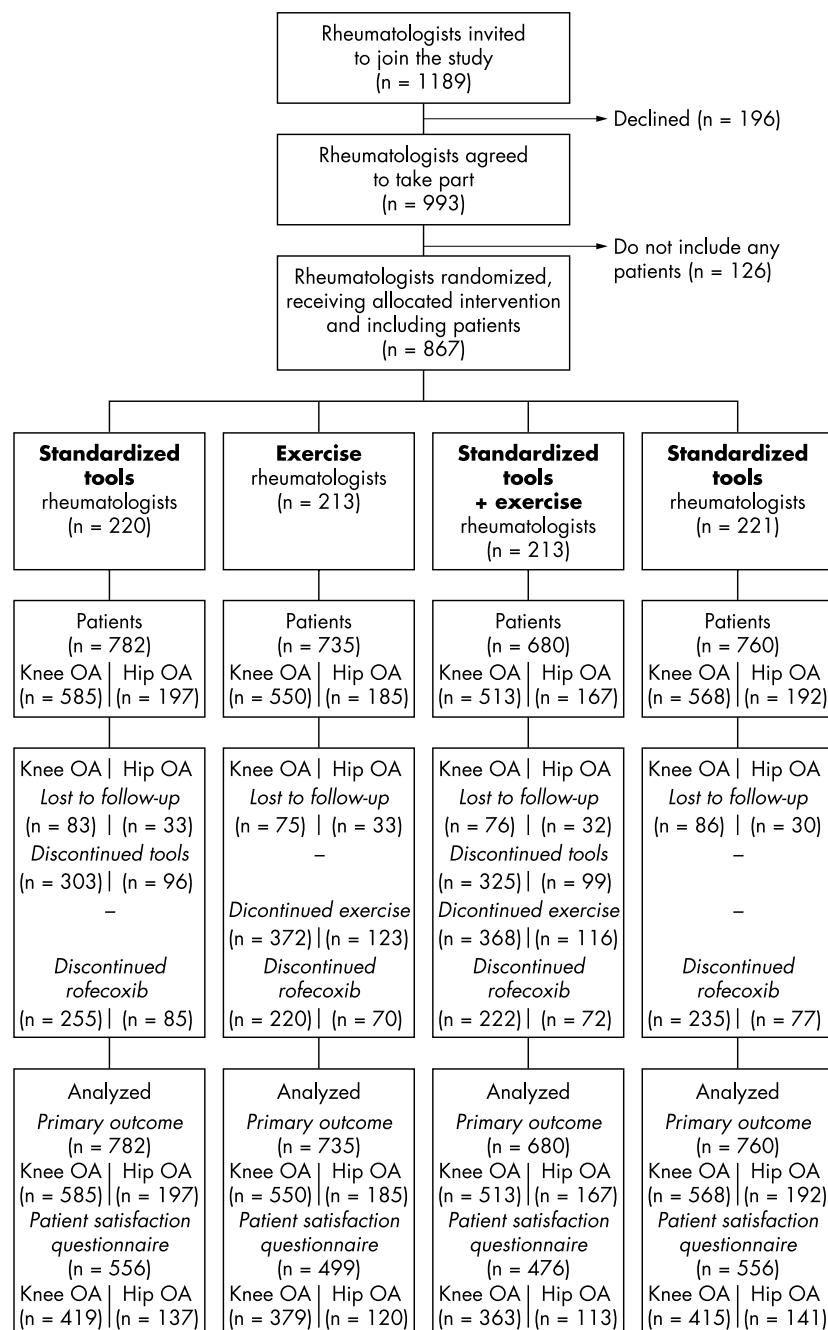 Rheumatologists invited
to join the study
(n = 1189)
Declined (n = 196)
Rheumatologists agreed
to take part
(n = 993)
Do not include any
patients (n = 126)
Rheumatologists randomized,
receiving allocated intervention
and including patients
(n = 867)
Standardized
tools
rheumatologists
(n = 220)
Patients
(n = 782)
Knee OA | Hip OA
(n = 585) | (n = 197)
Knee OA | Hip OA
Lost to follow-up
(n = 83) | (n = 33)
Discontinued tools
(n = 303) | (n = 96)
–
Discontinued
rofecoxib
(n = 255) | (n = 85)
Analyzed
Primary outcome
(n = 782)
Knee OA | Hip OA
(n = 585) | (n = 197)
Patient satisfaction
questionnaire
(n = 556)
Knee OA | Hip OA
(n = 419) | (n = 137)
Exercise
rheumatologists
(n = 213)
Patients
(n = 735)
Knee OA | Hip OA
(n = 550) | (n = 185)
Knee OA | Hip OA
Lost to follow-up
(n = 75) | (n = 33)
–
Dicontinued exercise
(n = 372) | (n = 123)
Discontinued
rofecoxib
(n = 220) | (n = 70)
Analyzed
Primary outcome
(n = 735)
Knee OA | Hip OA
(n = 550) | (n = 185)
Patient satisfaction
questionnaire
(n = 499)
Knee OA | Hip OA
(n = 379) | (n = 120)
Standardized
tools
+ exercise
rheumatologists
(n = 213)
Patients
(n = 680)
Knee OA | Hip OA
(n = 513) | (n = 167)
Knee OA | Hip OA
Lost to follow-up
(n = 76) | (n = 32)
Discontinued tools
(n = 325) | (n = 99)
Dicontinued exercise
(n = 368) | (n = 116)
Discontinued
rofecoxib
(n = 222) | (n = 72)
Analyzed
Primary outcome
(n = 680)
Knee OA | Hip OA
(n = 513) | (n = 167)
Patient satisfaction
questionnaire
(n = 476)
Knee OA | Hip OA
(n = 363) | (n = 113)
Standardized
tools
rheumatologists
(n = 221)
Patients
(n = 760)
Knee OA | Hip OA
(n = 568) | (n = 192)
Knee OA | Hip OA
Lost to follow-up
(n = 86) | (n = 30)
–
–
Discontinued
rofecoxib
(n = 235) | (n = 77)
Analyzed
Primary outcome
(n = 760)
Knee OA | Hip OA
(n = 568) | (n = 192)
Patient satisfaction
questionnaire
(n = 556)
Knee OA | Hip OA
(n = 415) | (n = 141)